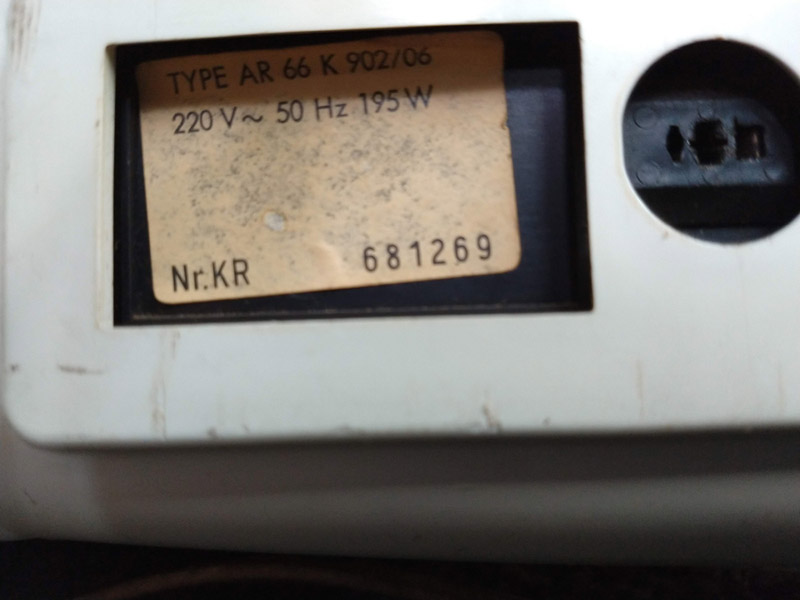 TYPE AR 66 K 902/06
220 V~ 50 Hz 195 W
Nr.KR 681269